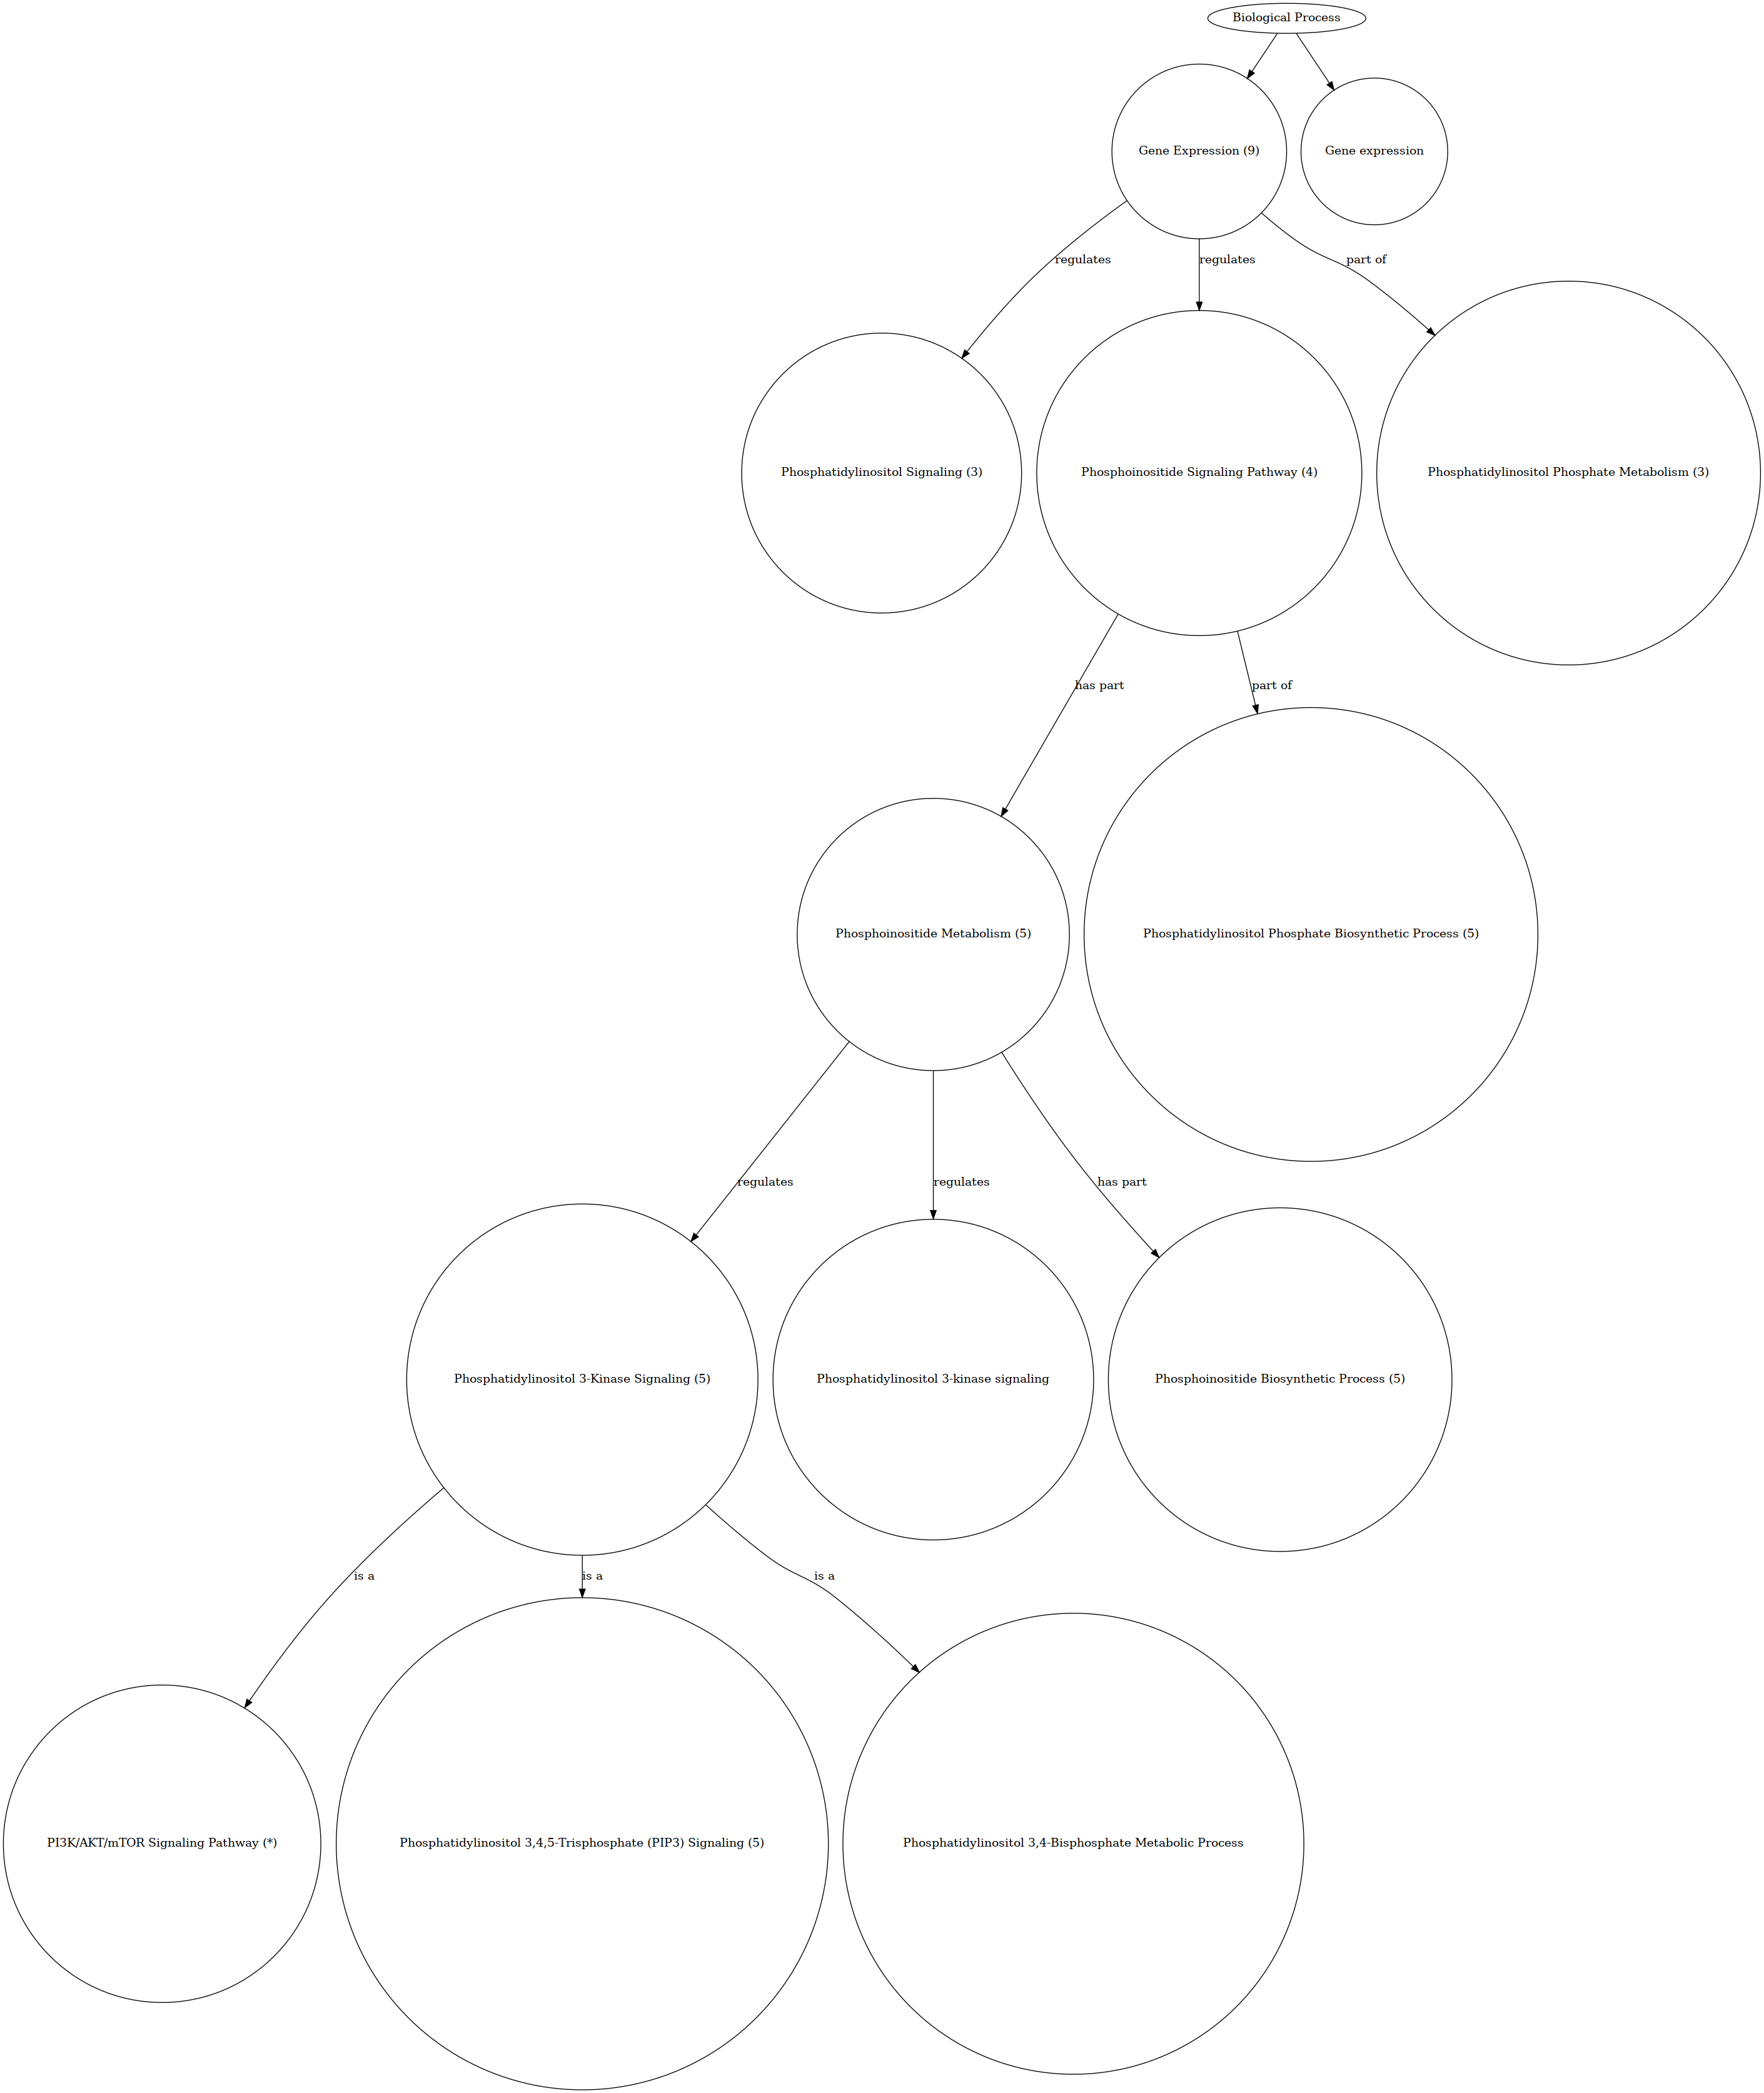 Biological Process
Gene Expression (9)
Gene expression
regulates
regulates
part of
Phosphatidylinositol Signaling (3)
Phosphoinositide Signaling Pathway (4)
Phosphatidylinositol Phosphate Metabolism (3)
has part
part of
Phosphoinositide Metabolism (5)
Phosphatidylinositol Phosphate Biosynthetic Process (5)
regulates
regulates
has part
Phosphatidylinositol 3-Kinase Signaling (5)
Phosphatidylinositol 3-kinase signaling
Phosphoinositide Biosynthetic Process (5)
is a
is a
is a
PI3K/AKT/mTOR Signaling Pathway (*)
Phosphatidylinositol 3,4,5-Trisphosphate (PIP3) Signaling (5)
Phosphatidylinositol 3,4-Bisphosphate Metabolic Process